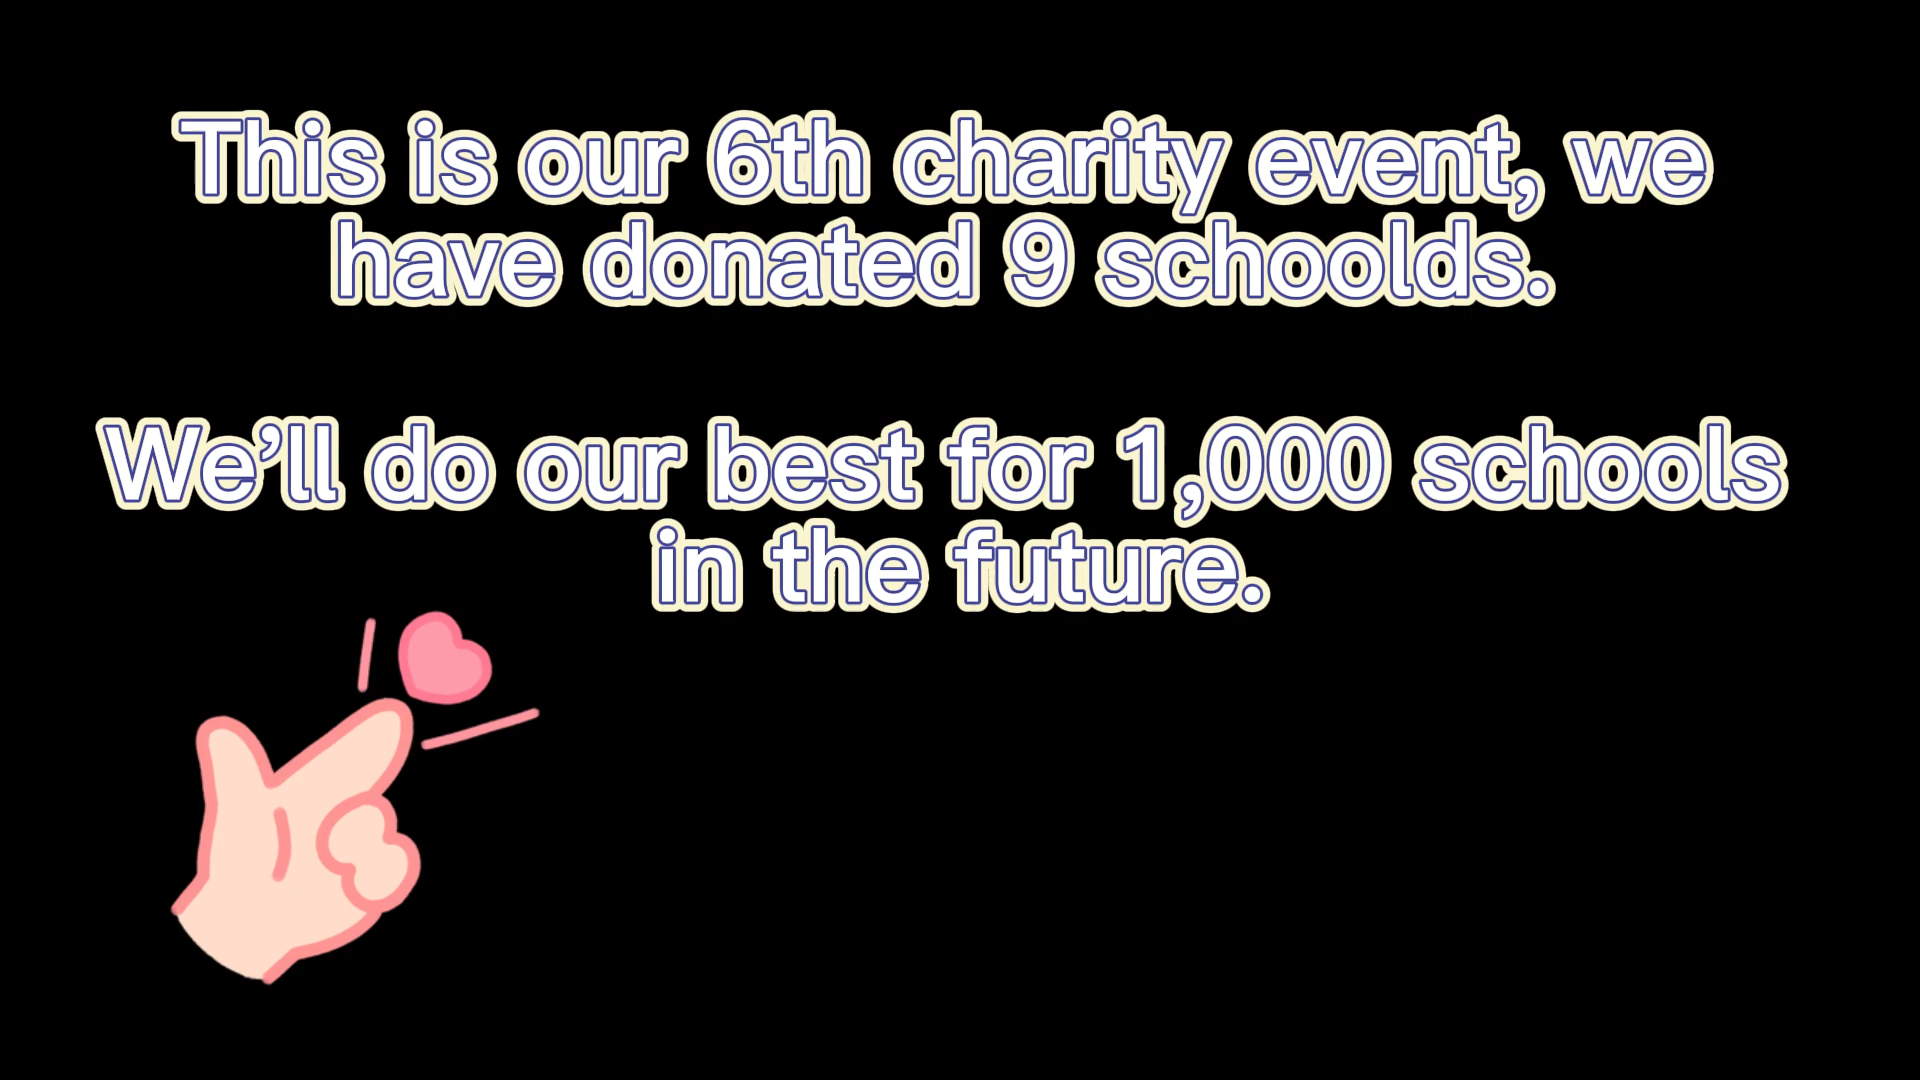 This is our 6th charity event, we
have donated 9 schoolds.
We’ll do our best for 1,000 schools
in the future.